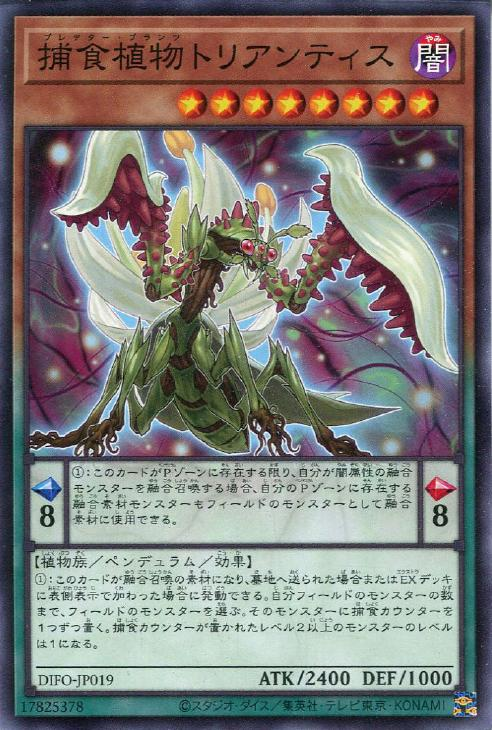 プレデター・プランツ
捕食植物トリアンティス
やみ
闇
①:このカードがPゾーンに存在する限り、自分が闇属性の融合
モンスターを融合召喚する場合、自分のPゾーンに存在する
融合素材モンスターもフィールドのモンスターとして融合
素材に使用できる。
8
8
【植物族/ペンデュラム/効果】
①:このカードが融合召喚の素材になり、墓地へ送られた場合またはEXデッキ
に表側表示で加わった場合に発動できる。自分フィールドのモンスターの数
まで、フィールドのモンスターを選ぶ。そのモンスターに捕食カウンターを
1つずつ置く。捕食カウンターが置かれたレベル2以上のモンスターのレベル
は1になる。
DIFO-JP019
ATK/2400 DEF/1000
17825378
©スタジオ・ダイス/集英社・テレビ東京・KONAMI